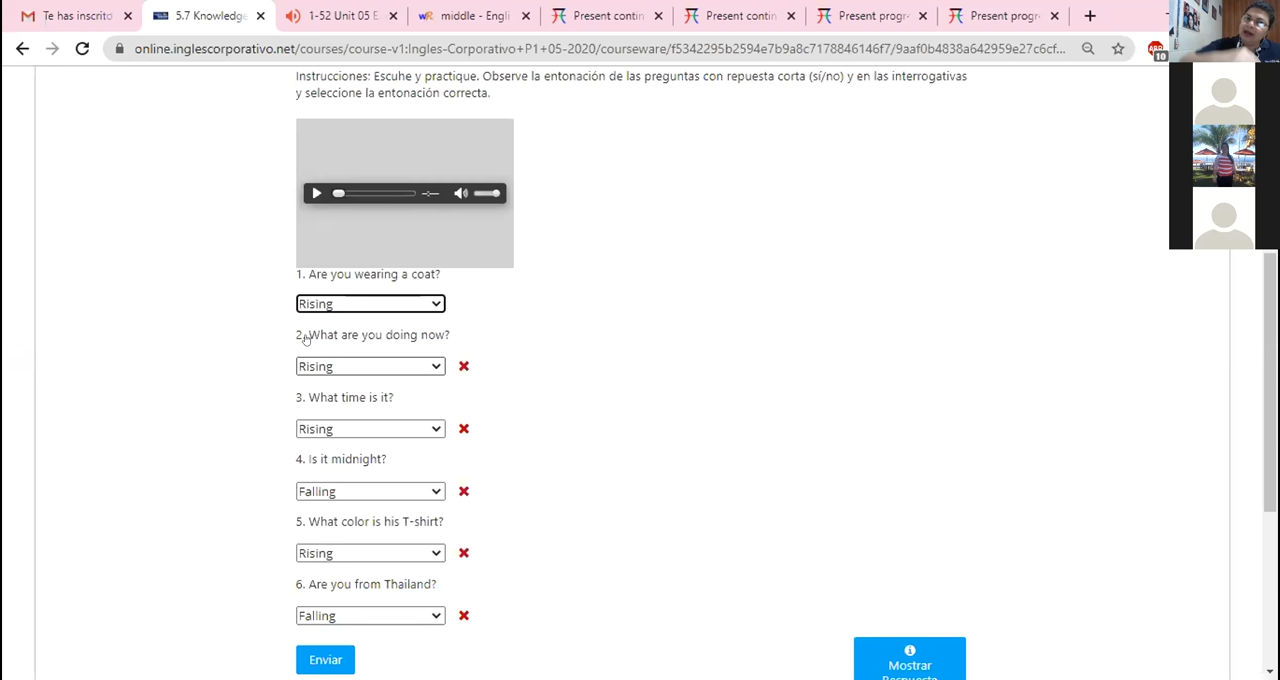 Te has inscrito
5.7 Knowledge
1-52 Unit 05 E
middle - Engli
Present contin
Present contin
Present progr
Present progr
online.inglescorporativo.net/courses/course-v1:Ingles-Corporativo+P1+05-2020/courseware/f5342295b2594e7b9a8c7178846146f7/9aaf0b4838a642959e27c6cf...
ABP
10
Instrucciones: Escuhe y practique. Observe la entonación de las preguntas con repuesta corta (sí/no) y en las interrogativas
y seleccione la entonación correcta.
1. Are you wearing a coat?
Rising
2. What are you doing now?
Rising
3. What time is it?
Rising
4. Is it midnight?
Falling
5. What color is his T-shirt?
Rising
6. Are you from Thailand?
Falling
Enviar
Mostrar
Respuesta